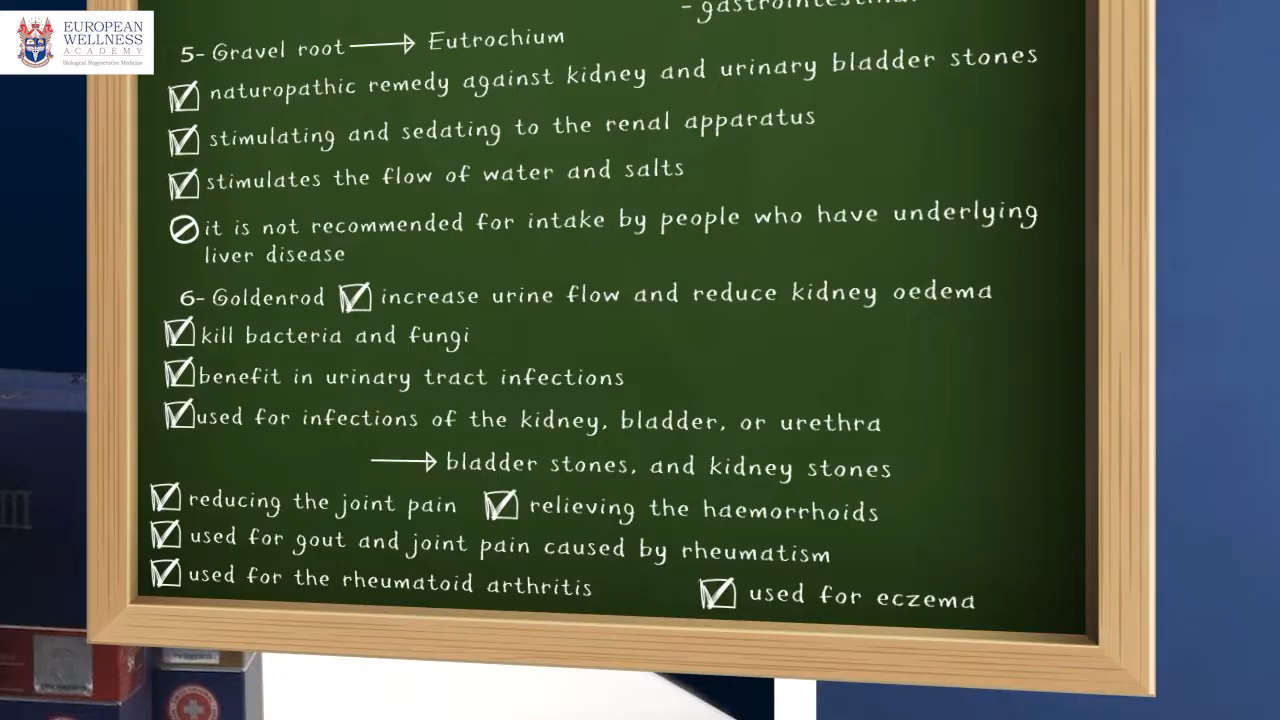 EUROPEAN
WELLNESS
ACADEMY
Biological Regenerative Medicine
- gastrointestinal
5- Gravel root → Eutrochium
naturopathic remedy against kidney and urinary bladder stones
stimulating and sedating to the renal apparatus
stimulates the flow of water and salts
it is not recommended for intake by people who have underlying
liver disease
6- Goldenrod increase urine flow and reduce kidney oedema
kill bacteria and fungi
benefit in urinary tract infections
used for infections of the kidney, bladder, or urethra
→ bladder stones, and kidney stones
reducing the joint pain relieving the haemorrhoids
used for gout and joint pain caused by rheumatism
used for the rheumatoid arthritis used for eczema